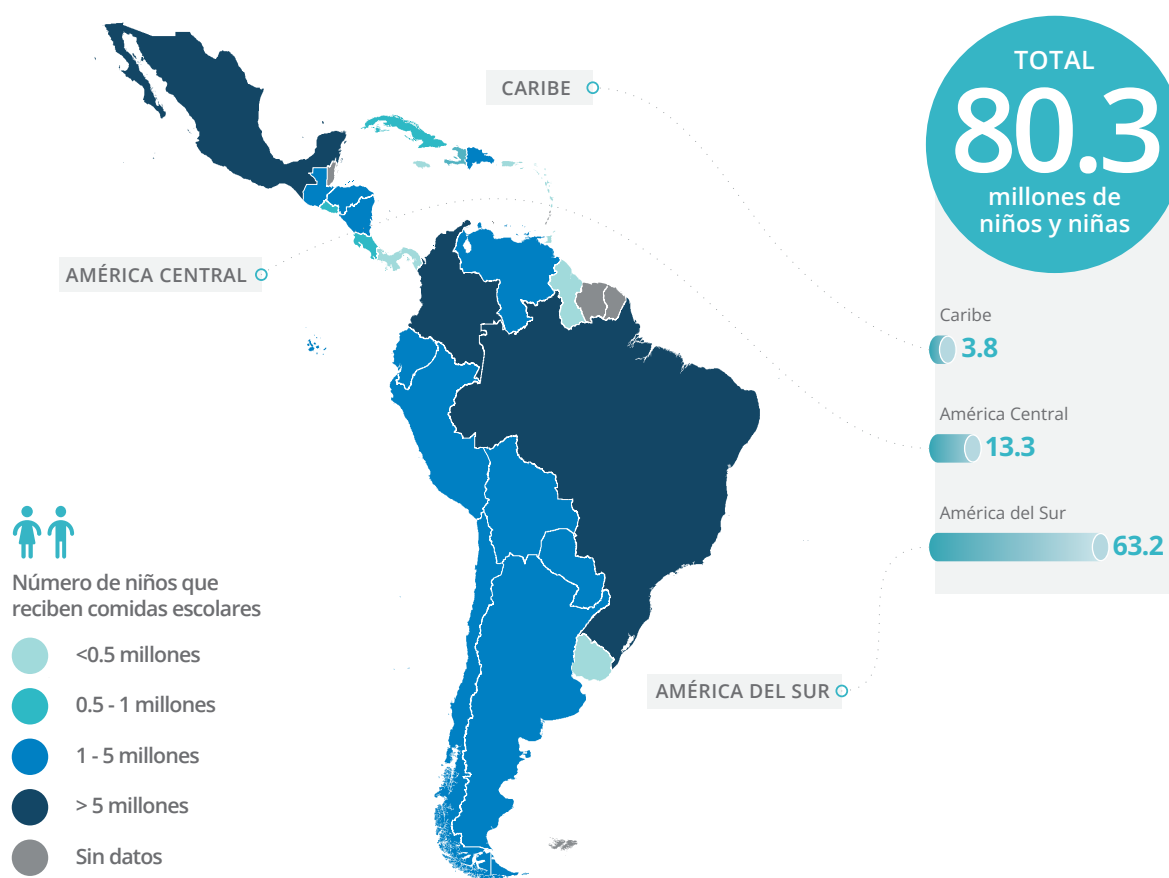 CARIBE
AMÉRICA CENTRAL
AMÉRICA DEL SUR
TOTAL
80.3
millones de
niños y niñas
Caribe
3.8
América Central
13.3
América del Sur
63.2
Número de niños que
reciben comidas escolares
<0.5 millones
0.5 - 1 millones
1 - 5 millones
> 5 millones
Sin datos